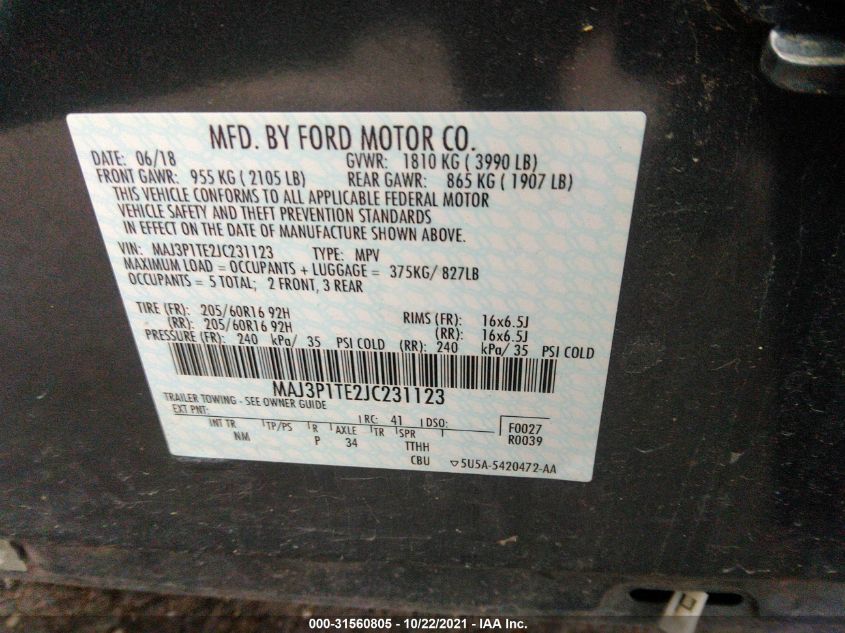 MFD. BY FORD MOTOR CO.
DATE: 06/18 GVWR: 1810 KG ( 3990 LB)
FRONT GAWR: 955 KG ( 2105 LB) REAR GAWR: 865 KG ( 1907 LB)
THIS VEHICLE CONFORMS TO ALL APPLICABLE FEDERAL MOTOR
VEHICLE SAFETY AND THEFT PREVENTION STANDARDS
IN EFFECT ON THE DATE OF MANUFACTURE SHOWN ABOVE.
VIN: MAJ3P1TE2JC231123 TYPE: MPV
MAXIMUM LOAD = OCCUPANTS + LUGGAGE = 375KG/ 827LB
OCCUPANTS = 5 TOTAL; 2 FRONT, 3 REAR
TIRE (FR): 205/60R16 92H RIMS (FR): 16x6.5J
(RR): 205/60R16 92H (RR): 16x6.5J
PRESSURE (FR): 240 kPa/ 35 PSI COLD (RR): 240 kPa/ 35 PSI COLD
MAJ3P1TE2JC231123
TRAILER TOWING - SEE OWNER GUIDE
EXT PNT: RC: 41 DSO: F0027
INT TR TP/PS R AXLE TR SPR R0039
NM P 34 TTHH
CBU ▽5U5A-5420472-AA
000-31560805 - 10/22/2021 - IAA Inc.